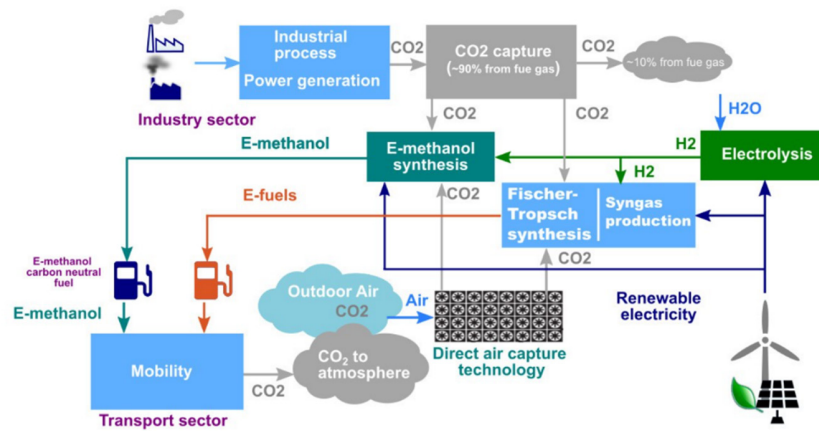 Industrial
process
Power generation
CO2
CO2 capture
(~90% from fue gas)
CO2
~10% from fue gas
Industry sector
CO2
CO2
H2O
E-methanol
E-methanol
synthesis
H2
Electrolysis
H2
CO2
E-fuels
Fischer-
Tropsch
synthesis
Syngas
production
CO2
E-methanol
carbon neutral
fuel
E-methanol
Outdoor Air
CO2
Air
Renewable
electricity
Direct air capture
technology
Mobility
CO2
CO₂ to
atmosphere
Transport sector